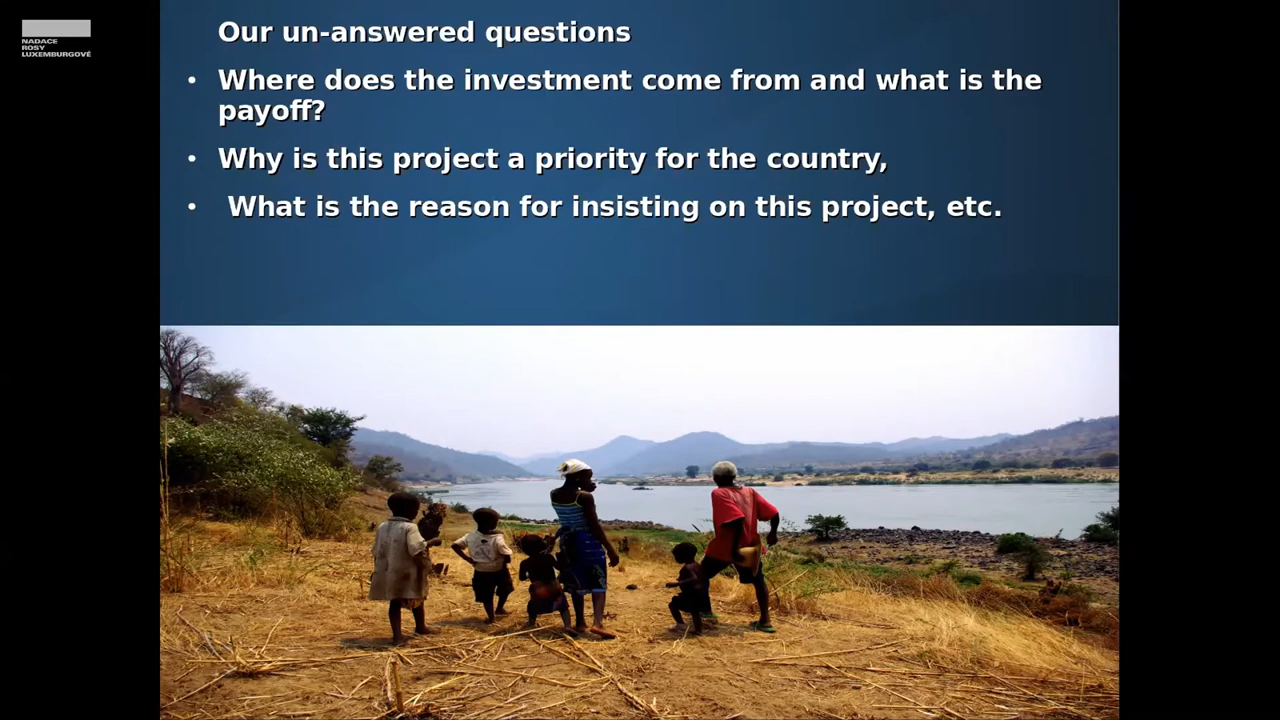 NADACE
ROSY
LUXEMBURGOVÉ
Our un-answered questions
• Where does the investment come from and what is the
payoff?
• Why is this project a priority for the country,
• What is the reason for insisting on this project, etc.